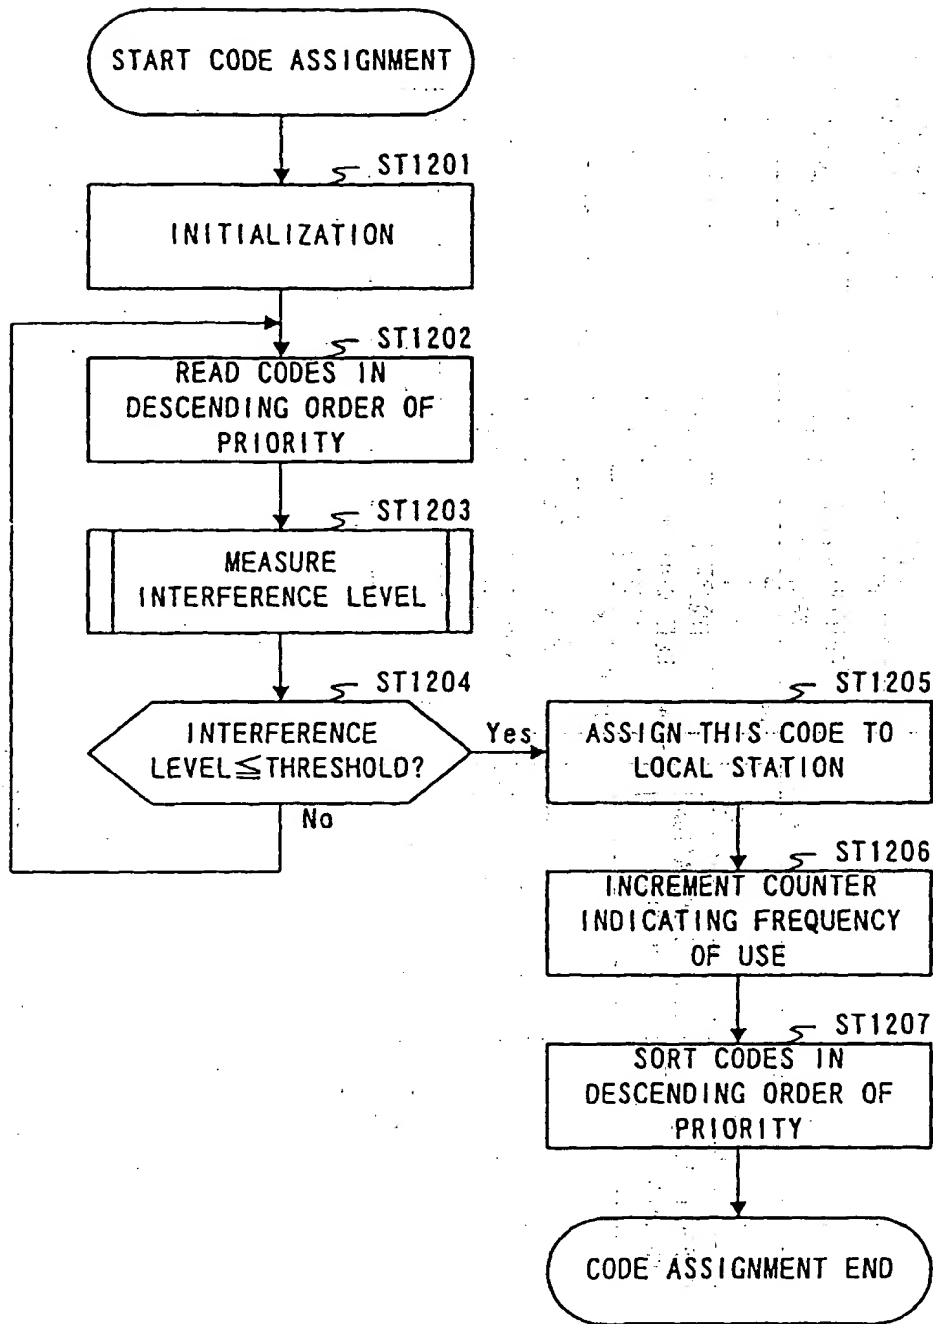 START CODE ASSIGNMENT
ST1201
INITIALIZATION
ST1202
READ CODES IN
DESCENDING ORDER OF
PRIORITY
ST1203
MEASURE
INTERFERENCE LEVEL
ST1204
INTERFERENCE
LEVEL≦THRESHOLD?
Yes
No
ST1205
ASSIGN THIS CODE TO
LOCAL STATION
ST1206
INCREMENT COUNTER
INDICATING FREQUENCY
OF USE
ST1207
SORT CODES IN
DESCENDING ORDER OF
PRIORITY
CODE ASSIGNMENT END